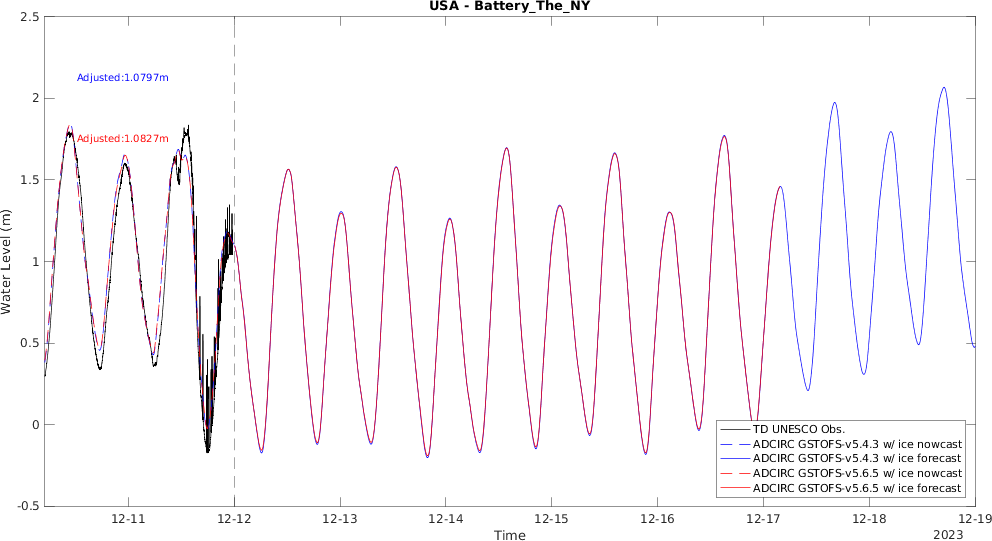 USA - Battery_The_NY
Water Level (m)
2.5
2
1.5
1
0.5
0
-0.5
Adjusted:1.0797m
Adjusted:1.0827m
TD UNESCO Obs.
ADCIRC GSTOFS-v5.4.3 w/ ice nowcast
ADCIRC GSTOFS-v5.4.3 w/ ice forecast
ADCIRC GSTOFS-v5.6.5 w/ ice nowcast
ADCIRC GSTOFS-v5.6.5 w/ ice forecast
12-11 12-12 12-13 12-14 12-15 12-16 12-17 12-18 12-19
Time
2023